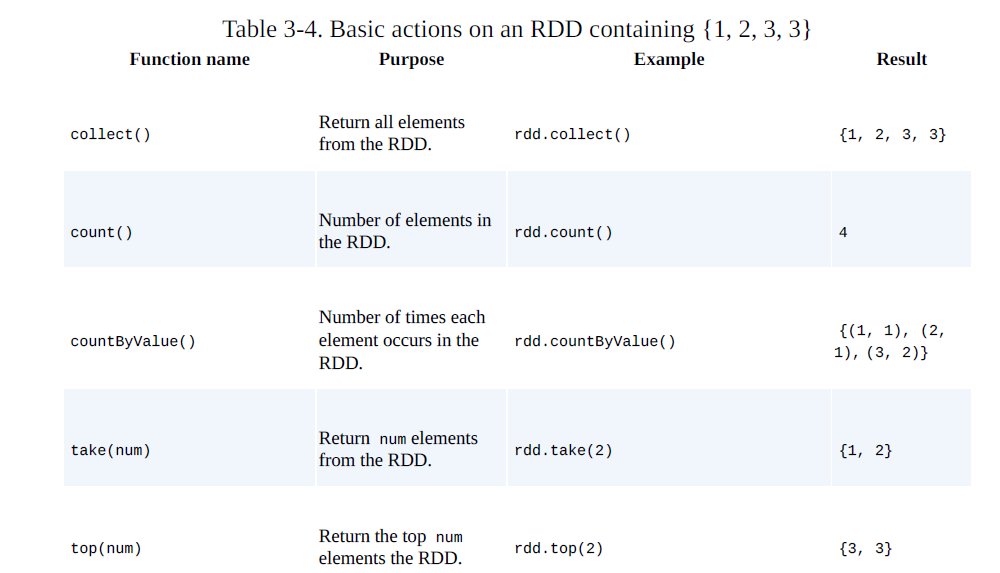 Table 3-4. Basic actions on an RDD containing {1, 2, 3, 3}
Function name Purpose Example Result
Return all elements
collect() rdd.collect() {1, 2, 3, 3}
from the RDD.
Number of elements in
count() rdd.count() 4
the RDD.
Number of times each
{(1, 1), (2,
countByValue() element occurs in the rdd.countByValue()
1), (3, 2)}
RDD.
Return num elements
take(num) rdd.take(2) {1, 2}
from the RDD.
Return the top num
top(num) rdd.top(2) {3, 3}
elements the RDD.